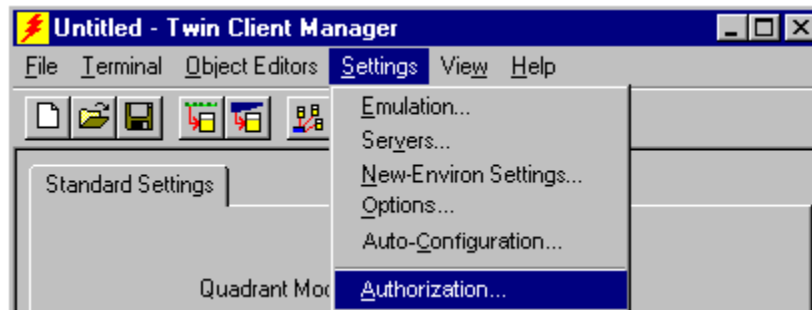 Untitled - Twin Client Manager
File Terminal Object Editors Settings View Help
Emulation...
Servers...
New-Environ Settings...
Options...
Auto-Configuration...
Authorization...
Standard Settings
Quadrant